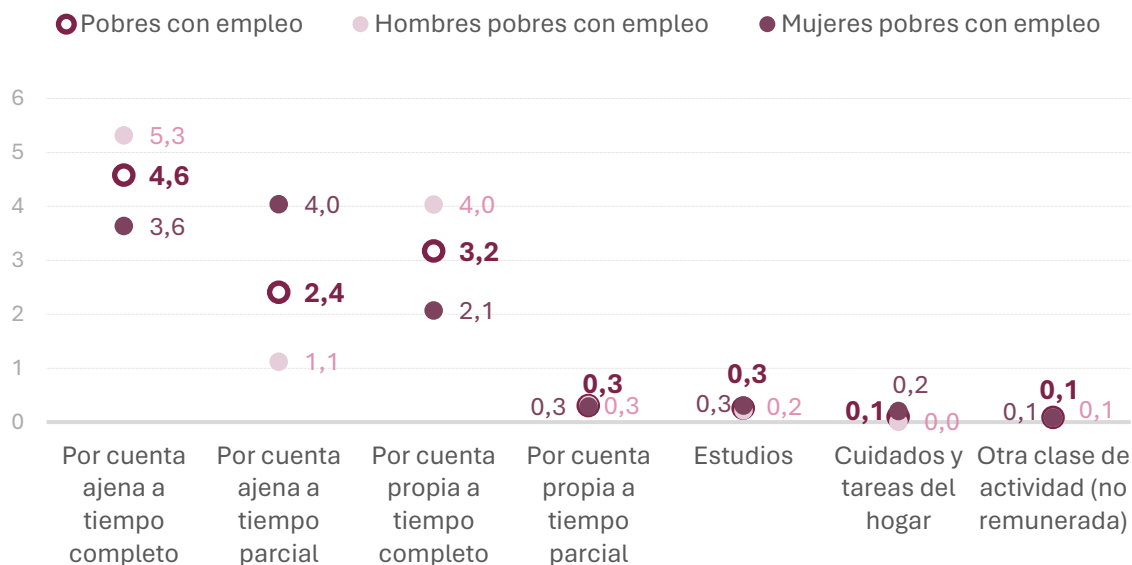 Pobres con empleo Hombres pobres con empleo Mujeres pobres con empleo
6
5
4
3
2
1
0
5,3
4,6
3,6
4,0
2,4
1,1
4,0
3,2
2,1
0,3
0,3 0,3
0,3
0,3 0,2
0,2
0,1 0,0
0,1
0,1 0,1
Por cuenta
ajena a
tiempo
completo
Por cuenta
ajena a
tiempo
parcial
Por cuenta
propia a
tiempo
completo
Por cuenta
propia a
tiempo
parcial
Estudios
Cuidados y
tareas del
hogar
Otra clase de
actividad (no
remunerada)